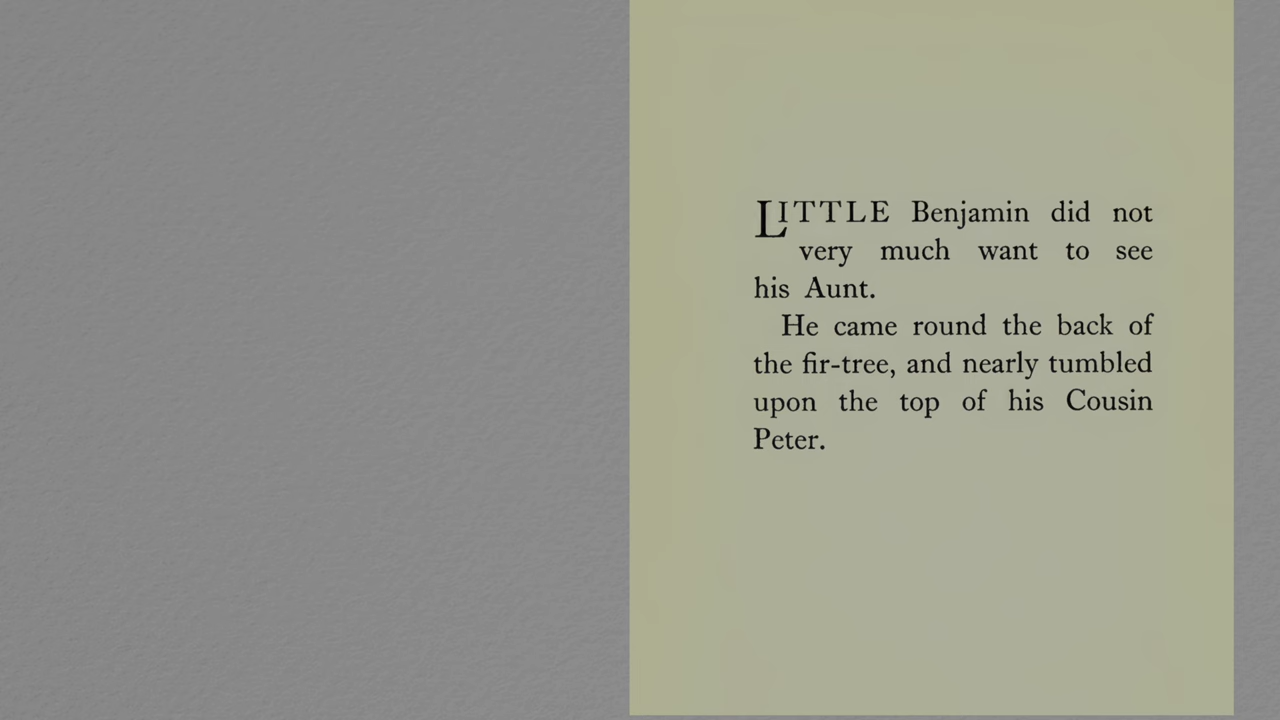 LITTLE Benjamin did not
very much want to see
his Aunt.
He came round the back of
the fir-tree, and nearly tumbled
upon the top of his Cousin
Peter.